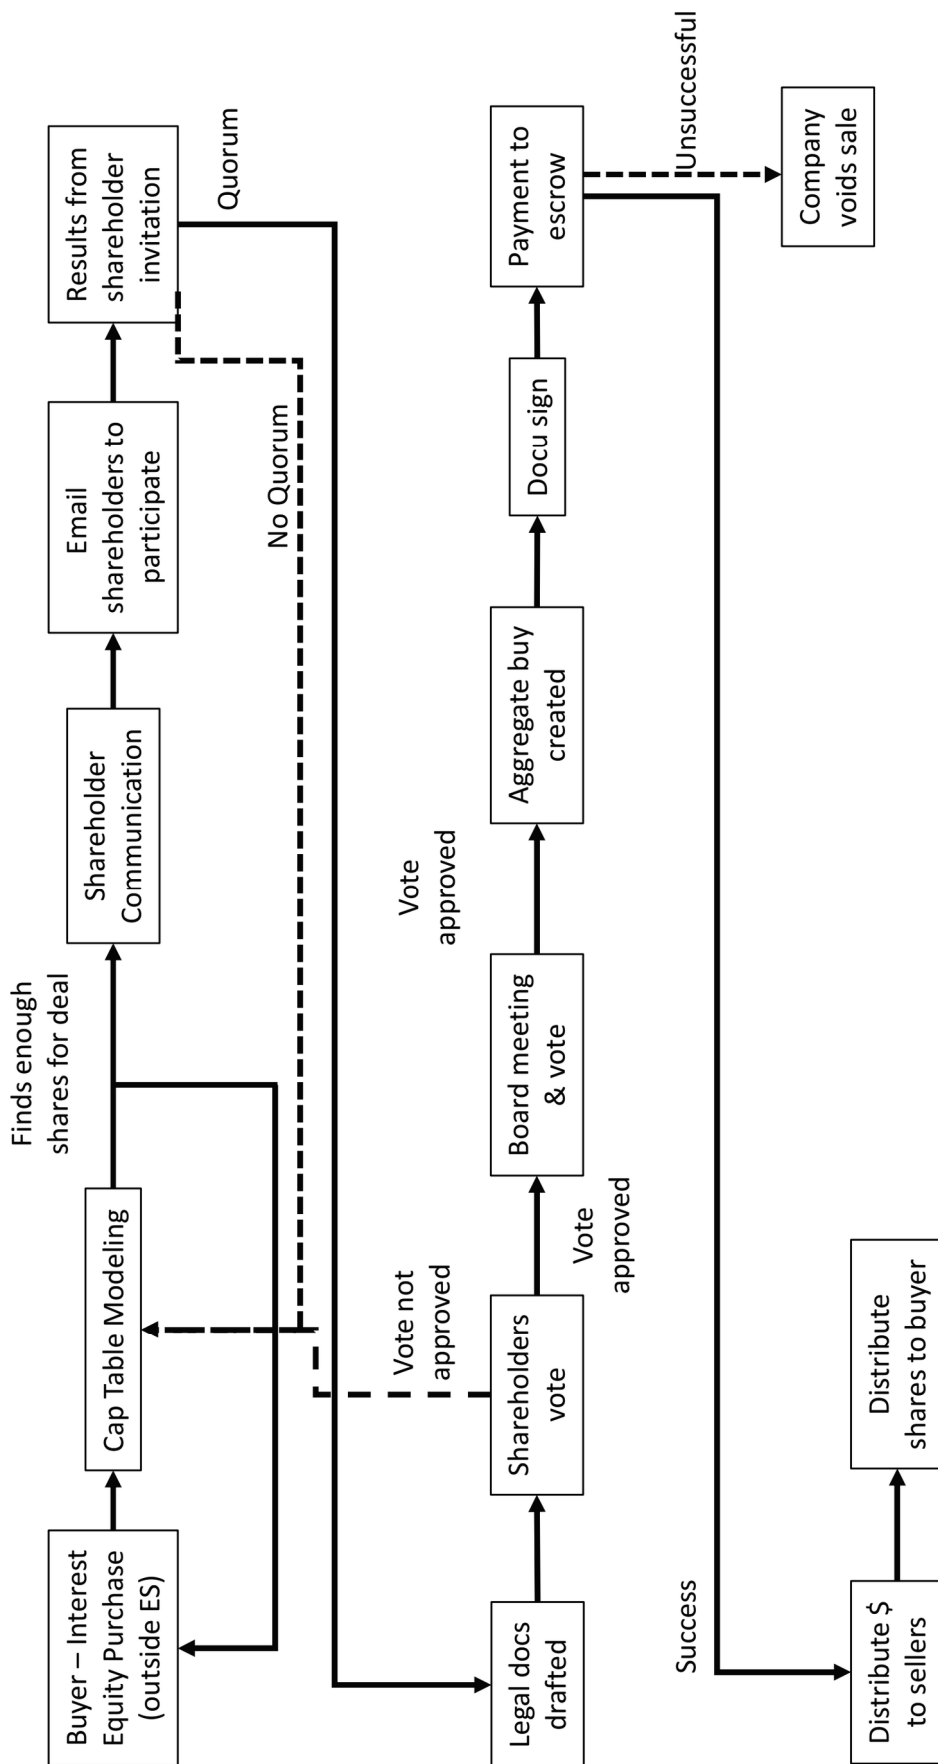 Buyer – Interest
Equity Purchase
(outside ES)
Cap Table Modeling
Finds enough
shares for deal
Shareholder
Communication
Email
shareholders to
participate
Results from
shareholder
invitation
Quorum
No Quorum
Legal docs
drafted
Shareholders
vote
Vote not
approved
Vote
approved
Board meeting
& vote
Vote
approved
Aggregate buy
created
Docu sign
Payment to
escrow
Unsuccessful
Company
voids sale
Success
Distribute $
to sellers
Distribute
shares to buyer